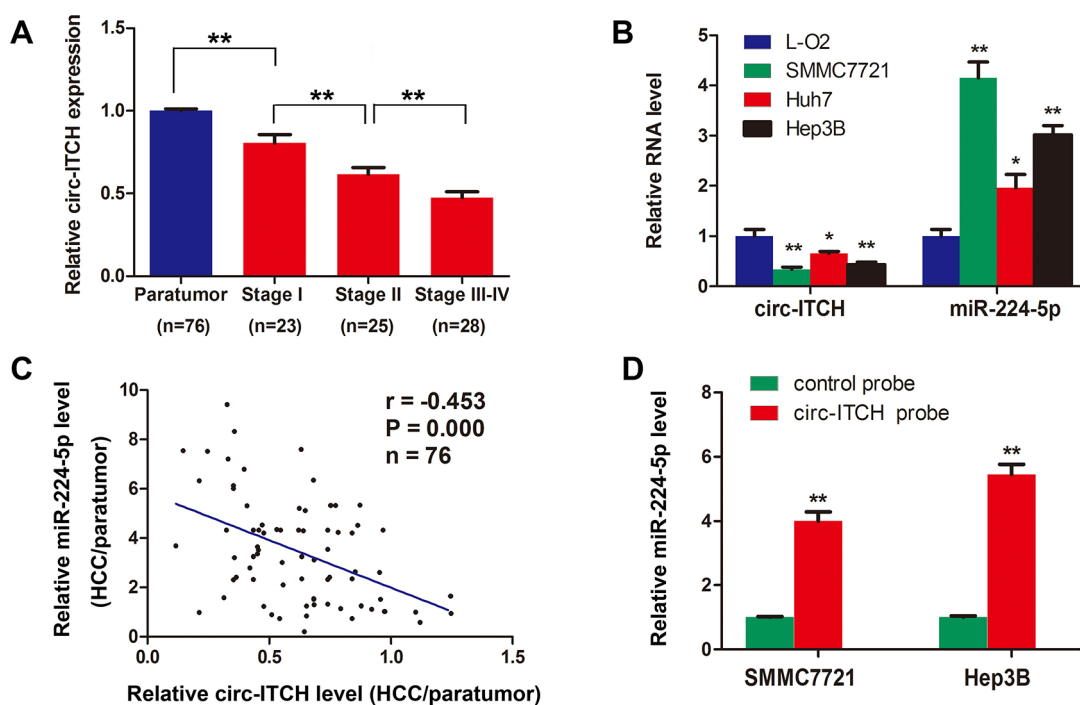 A
Relative circ-ITCH expression
1.5
1.0
0.5
0.0
**
**
**
Paratumor Stage I Stage II Stage III-IV
(n=76) (n=23) (n=25) (n=28)
B
Relative RNA level
5
4
3
2
1
0
L-O2
SMMC7721
Huh7
Hep3B
** * **
** * **
circ-ITCH miR-224-5p
C
Relative miR-224-5p level
(HCC/paratumor)
10
8
6
4
2
0
r = -0.453
P = 0.000
n = 76
0.0 0.5 1.0 1.5
Relative circ-ITCH level (HCC/paratumor)
D
Relative miR-224-5p level
8
6
4
2
0
control probe
circ-ITCH probe
**
**
SMMC7721 Hep3B